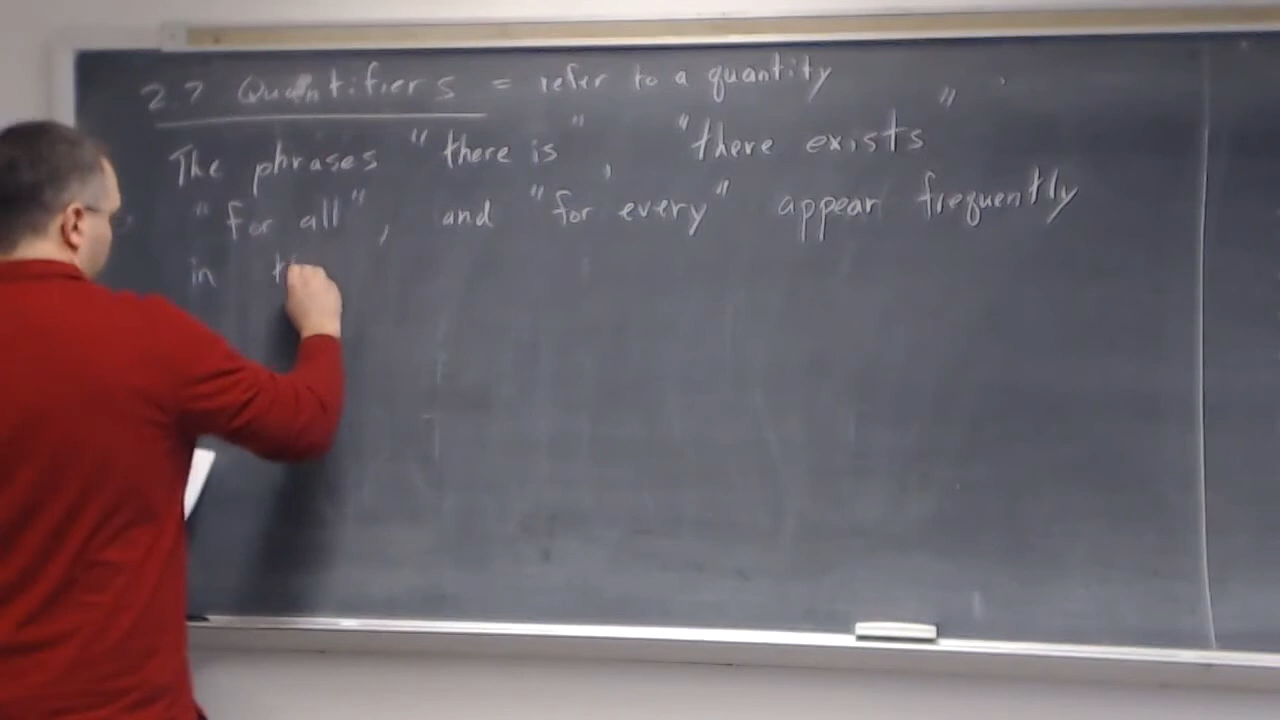 2.7 Quantifiers = refer to a quantity
The phrases "there is", "there exists"
"for all", and "for every" appear frequently
in